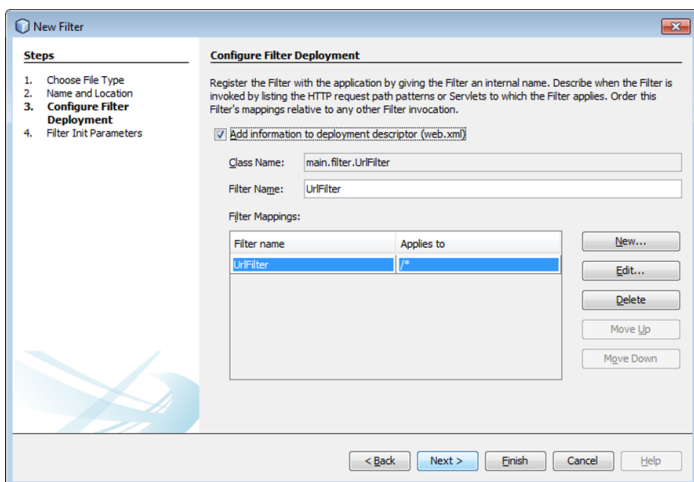 New Filter
Steps
1. Choose File Type
2. Name and Location
3. Configure Filter
Deployment
4. Filter Init Parameters
Configure Filter Deployment
Register the Filter with the application by giving the Filter an internal name. Describe when the Filter is
invoked by listing the HTTP request path patterns or Servlets to which the Filter applies. Order this
Filter's mappings relative to any other Filter invocation.
Add information to deployment descriptor (web.xml)
Class Name: main.filter.UrlFilter
Filter Name: UrlFilter
Filter Mappings:
Filter name Applies to
UrlFilter /*
New...
Edit...
Delete
Move Up
Move Down
< Back Next > Finish Cancel Help